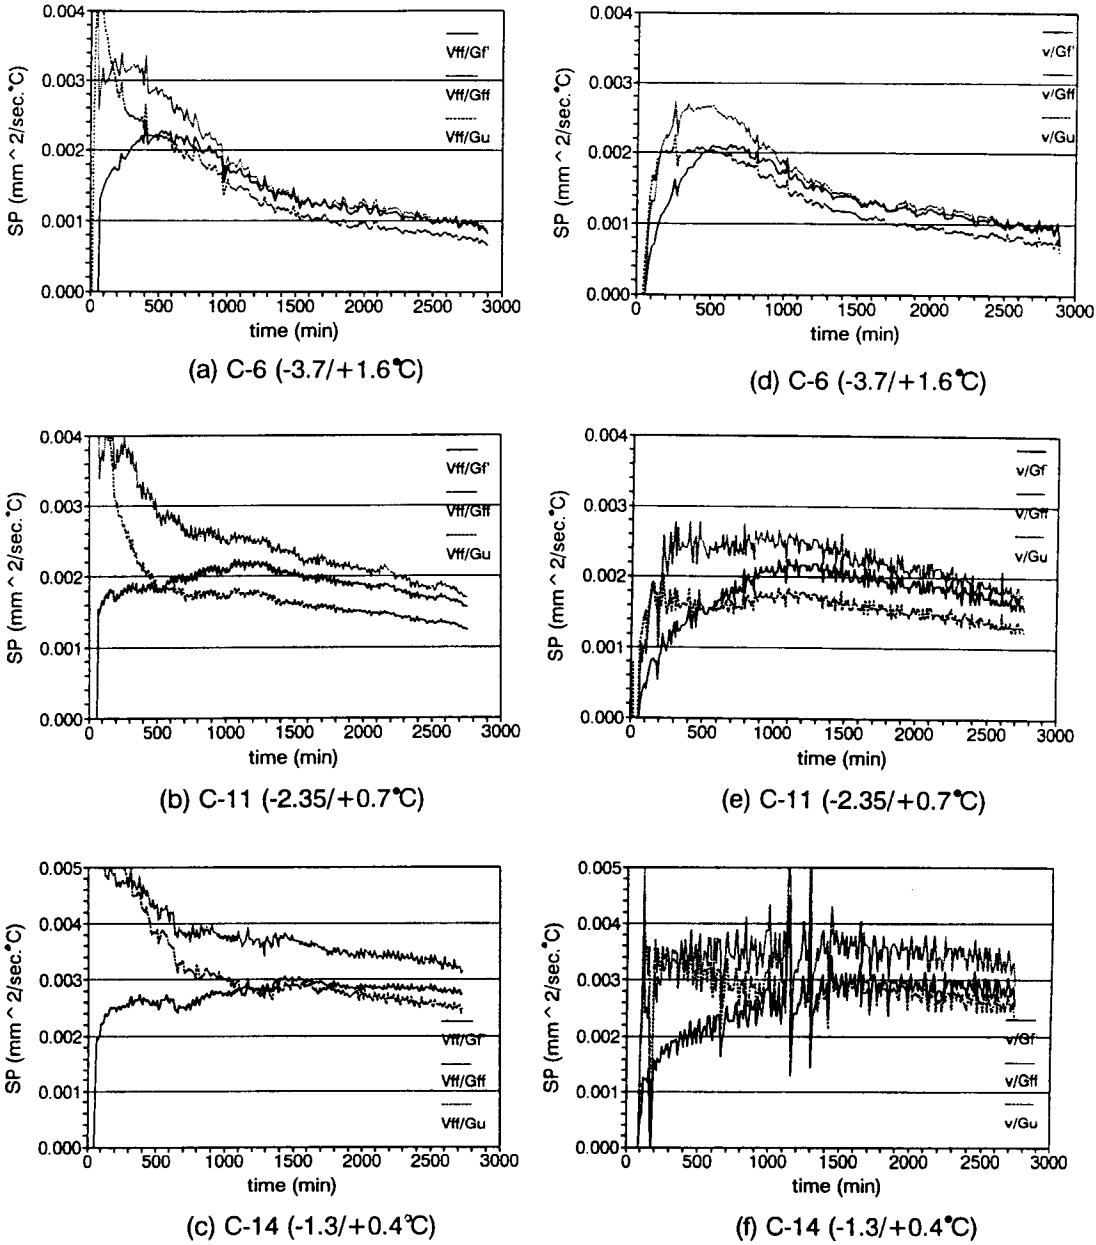 0.004
0.003
0.002
0.001
0.000
SP (mm^2/sec.°C)
Vff/Gf'
Vff/Gff
Vff/Gu
0 500 1000 1500 2000 2500 3000
time (min)
(a) C-6 (-3.7/+1.6°C)
0.004
0.003
0.002
0.001
0.000
SP (mm^2/sec.°C)
v/Gf'
v/Gff
v/Gu
0 500 1000 1500 2000 2500 3000
time (min)
(d) C-6 (-3.7/+1.6°C)
0.004
0.003
0.002
0.001
0.000
SP (mm^2/sec.°C)
Vff/Gf'
Vff/Gff
Vff/Gu
0 500 1000 1500 2000 2500 3000
time (min)
(b) C-11 (-2.35/+0.7°C)
0.004
0.003
0.002
0.001
0.000
SP (mm^2/sec.°C)
v/Gf'
v/Gff
v/Gu
0 500 1000 1500 2000 2500 3000
time (min)
(e) C-11 (-2.35/+0.7°C)
0.005
0.004
0.003
0.002
0.001
0.000
SP (mm^2/sec.°C)
Vff/Gf'
Vff/Gff
Vff/Gu
0 500 1000 1500 2000 2500 3000
time (min)
(c) C-14 (-1.3/+0.4°C)
0.005
0.004
0.003
0.002
0.001
0.000
SP (mm^2/sec.°C)
v/Gf'
v/Gff
v/Gu
0 500 1000 1500 2000 2500 3000
time (min)
(f) C-14 (-1.3/+0.4°C)